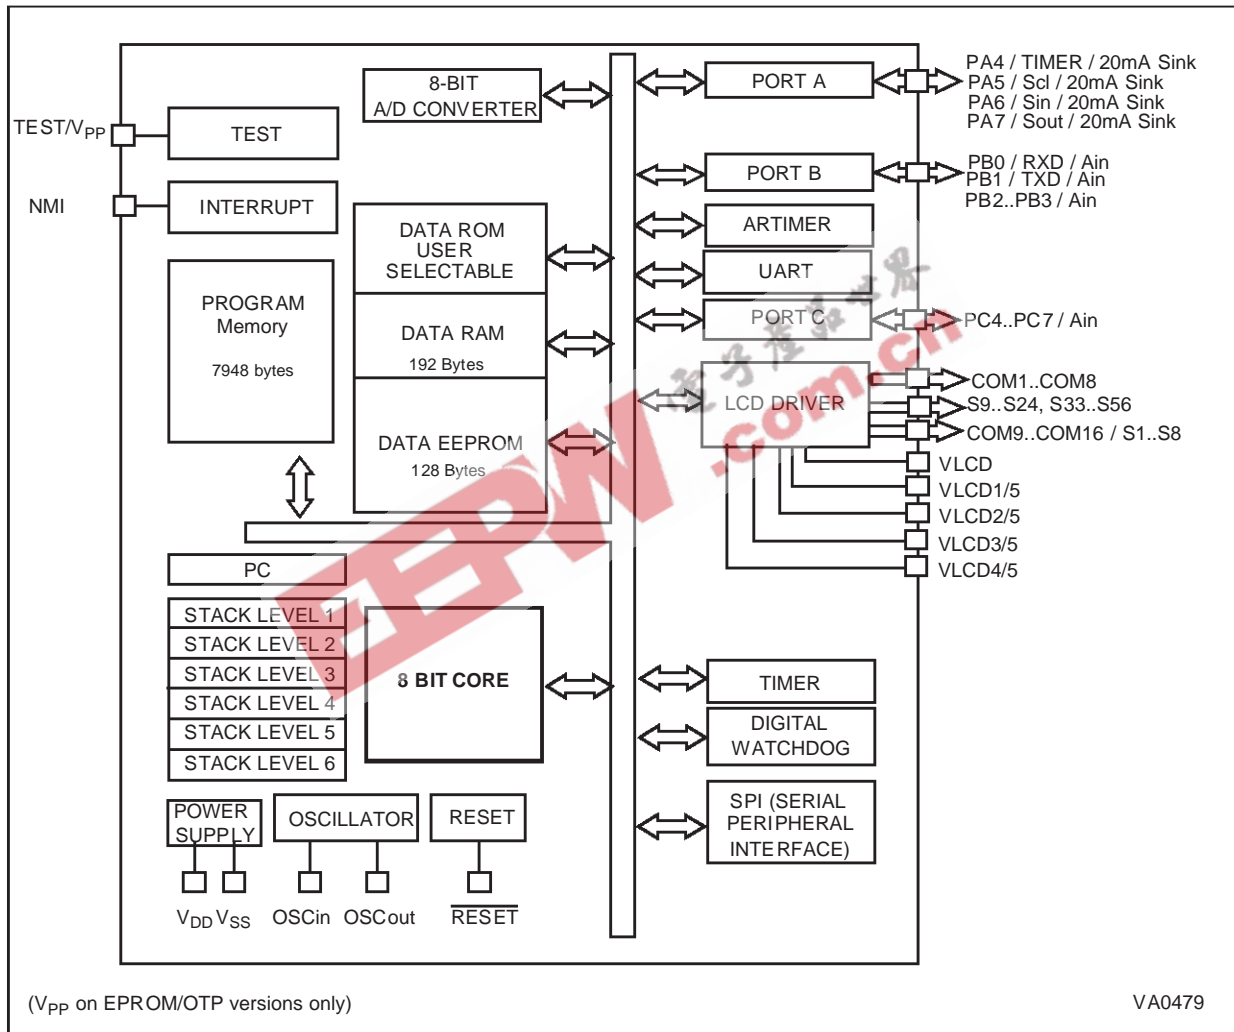 8-BIT
A/D CONVERTER
TEST/VPP
TEST
NMI
INTERRUPT
PROGRAM
Memory
7948 bytes
DATA ROM
USER
SELECTABLE
DATA RAM
192 Bytes
DATA EEPROM
128 Bytes
PC
STACK LEVEL 1
STACK LEVEL 2
STACK LEVEL 3
STACK LEVEL 4
STACK LEVEL 5
STACK LEVEL 6
8 BIT CORE
POWER
SUPPLY
OSCILLATOR
RESET
VDD VSS
OSCin OSCout
RESET
PORT A
PA4 / TIMER / 20mA Sink
PA5 / Scl / 20mA Sink
PA6 / Sin / 20mA Sink
PA7 / Sout / 20mA Sink
PORT B
PB0 / RXD / Ain
PB1 / TXD / Ain
PB2..PB3 / Ain
ARTIMER
UART
PORT C
PC4..PC7 / Ain
LCD DRIVER
COM1..COM8
S9..S24, S33..S56
COM9..COM16 / S1..S8
VLCD
VLCD1/5
VLCD2/5
VLCD3/5
VLCD4/5
TIMER
DIGITAL
WATCHDOG
SPI (SERIAL
PERIPHERAL
INTERFACE)
(VPP on EPROM/OTP versions only)
VA0479
EEPW.com.cn
電子產品世界